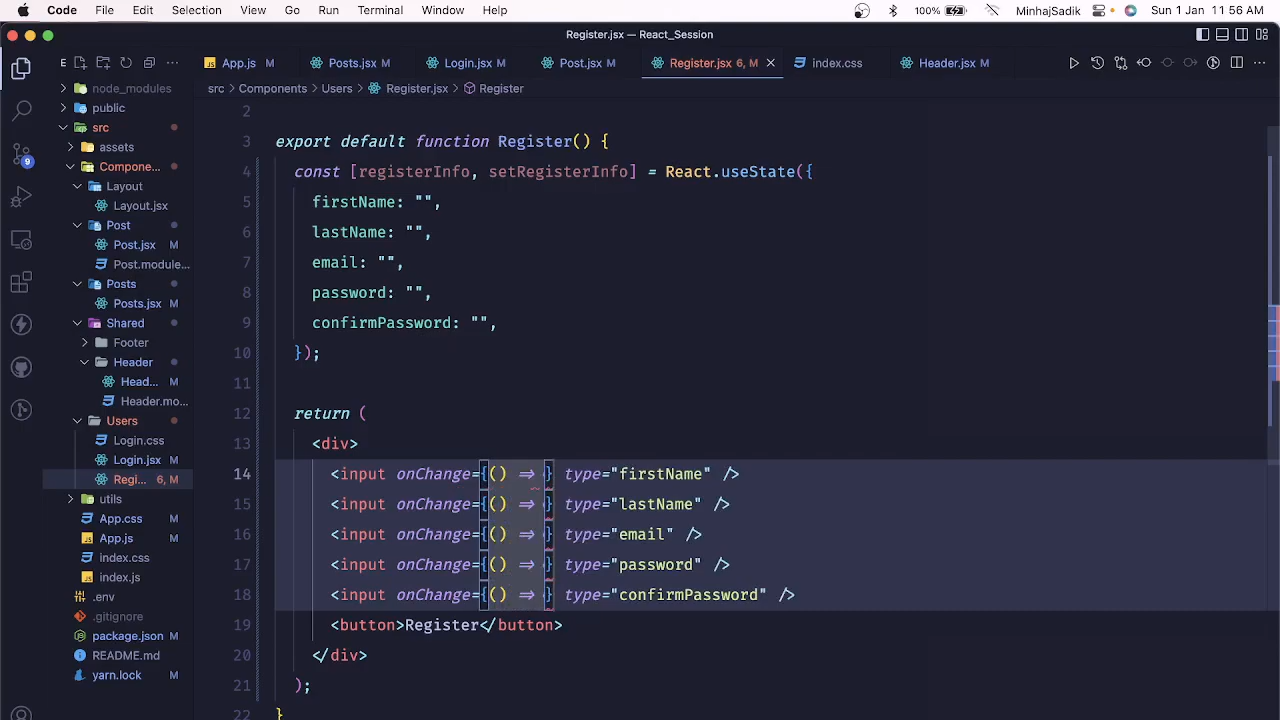 Code File Edit Selection View Go Run Terminal Window Help 100% MinhajSadik Sun 1 Jan 11:56 AM
Register.jsx — React_Session
E
App.js M Posts.jsx M Login.jsx M Post.jsx M Register.jsx 6, M index.css Header.jsx M
src > Components > Users > Register.jsx > Register
node_modules
public
src
assets
Compone...
Layout
Layout.jsx
Post
Post.jsx M
Post.module...
Posts
Posts.jsx M
Shared
Footer
Header
Head... M
Header.mo...
Users
Login.css
Login.jsx M
Regi... 6, M
utils
App.css M
App.js M
index.css
index.js
.env
.gitignore
package.json M
README.md
yarn.lock M
9
2
3 export default function Register() {
4 const [registerInfo, setRegisterInfo] = React.useState({
5 firstName: "",
6 lastName: "",
7 email: "",
8 password: "",
9 confirmPassword: "",
10 });
11
12 return (
13 <div>
14 <input onChange={() => } type="firstName" />
15 <input onChange={() => } type="lastName" />
16 <input onChange={() => } type="email" />
17 <input onChange={() => } type="password" />
18 <input onChange={() => } type="confirmPassword" />
19 <button>Register</button>
20 </div>
21 );
22 }